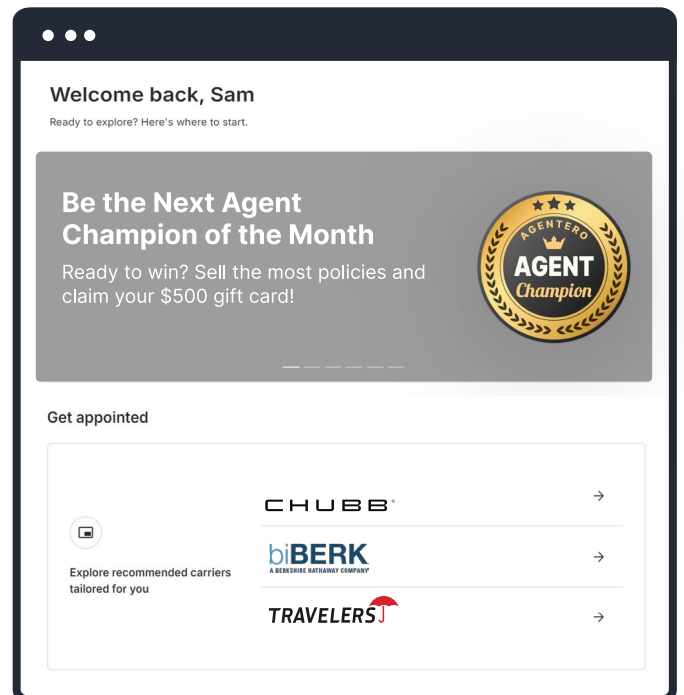 Welcome back, Sam
Ready to explore? Here's where to start.
Be the Next Agent
Champion of the Month
Ready to win? Sell the most policies and
claim your $500 gift card!
AGENTERO
AGENT
Champion
Get appointed
CHUBB®
biBERK
A BERKSHIRE HATHAWAY COMPANY
TRAVELERS
Explore recommended carriers
tailored for you